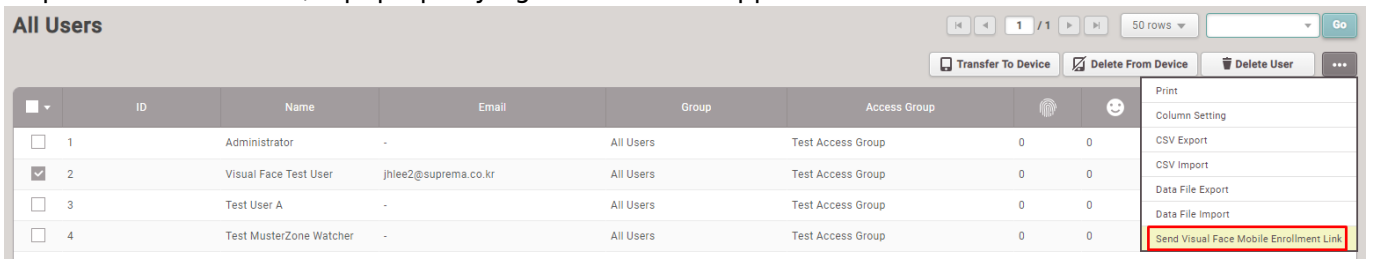 All Users
1 / 1
50 rows
Go
Transfer To Device
Delete From Device
Delete User
...
ID Name Email Group Access Group
1 Administrator - All Users Test Access Group 0 0
2 Visual Face Test User jhlee2@suprema.co.kr All Users Test Access Group 0 0
3 Test User A - All Users Test Access Group 0 0
4 Test MusterZone Watcher - All Users Test Access Group 0 0
Print
Column Setting
CSV Export
CSV Import
Data File Export
Data File Import
Send Visual Face Mobile Enrollment Link